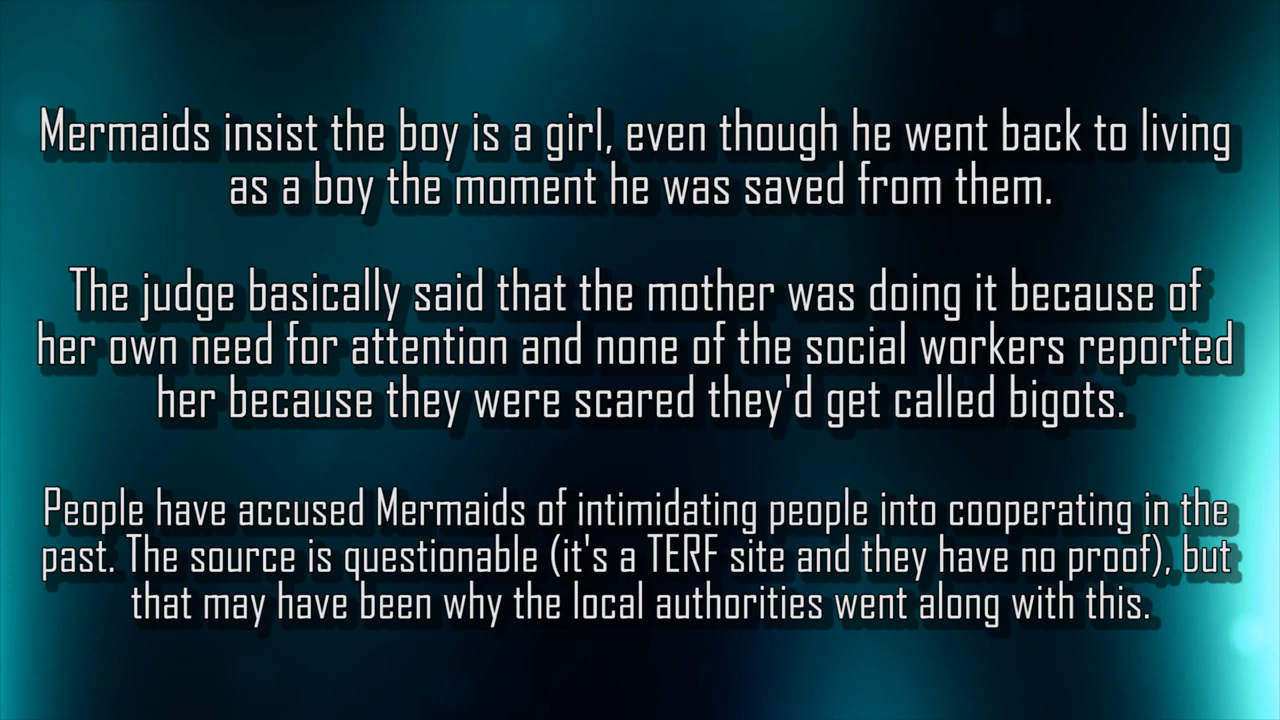 Mermaids insist the boy is a girl, even though he went back to living
as a boy the moment he was saved from them.
The judge basically said that the mother was doing it because of
her own need for attention and none of the social workers reported
her because they were scared they'd get called bigots.
People have accused Mermaids of intimidating people into cooperating in the
past. The source is questionable (it's a TERF site and they have no proof), but
that may have been why the local authorities went along with this.